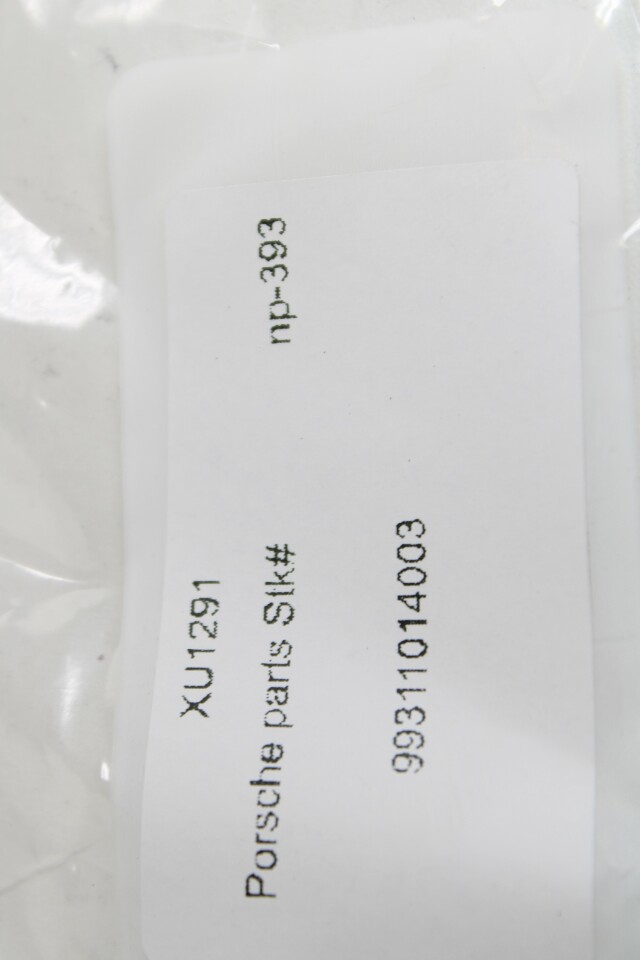 XU1291
Porsche parts Stk# np-393
99311014003